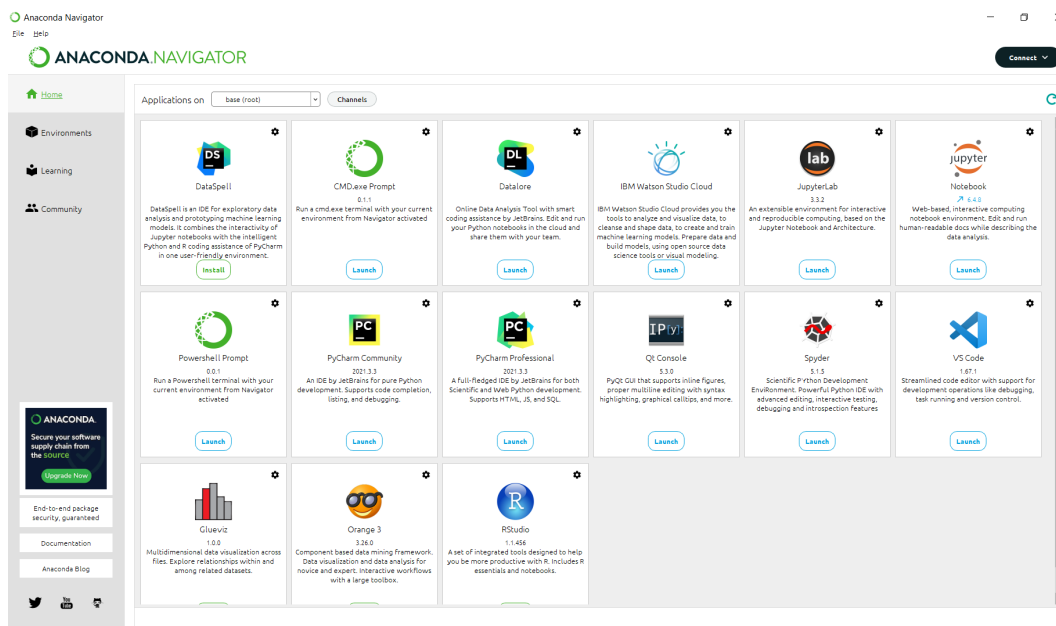 Anaconda Navigator
File Help
ANACONDA.NAVIGATOR
Connect
Home
Environments
Learning
Community
Applications on base (root) Channels
DS
DataSpell
DataSpell is an IDE for exploratory data
analysis and prototyping machine learning
models. It combines the interactivity of
Jupyter notebooks with the intelligent
Python and R coding assistance of PyCharm
in one user-friendly environment.
Install
CMD.exe Prompt
0.1.1
Run a cmd.exe terminal with your current
environment from Navigator activated
Launch
DL
Datalore
Online Data Analysis Tool with smart
coding assistance by JetBrains. Edit and run
your Python notebooks in the cloud and
share them with your team.
Launch
IBM Watson Studio Cloud
IBM Watson Studio Cloud provides you the
tools to analyze and visualize data, to
cleanse and shape data, to create and train
machine learning models. Prepare data and
build models, using open source data
science tools or visual modeling.
Launch
lab
JupyterLab
3.3.2
An extensible environment for interactive
and reproducible computing, based on the
Jupyter Notebook and Architecture.
Launch
jupyter
Notebook
6.4.8
Web-based, interactive computing
notebook environment. Edit and run
human-readable docs while describing the
data analysis.
Launch
Powershell Prompt
0.0.1
Run a Powershell terminal with your
current environment from Navigator
activated
Launch
PC
PyCharm Community
2021.3.3
An IDE by JetBrains for pure Python
development. Supports code completion,
listing, and debugging.
Launch
PC
PyCharm Professional
2021.3.3
A full-fledged IDE by JetBrains for both
Scientific and Web Python development.
Supports HTML, JS, and SQL.
Launch
IP[y]:
Qt Console
5.3.0
PyQt GUI that supports inline figures,
proper multiline editing with syntax
highlighting, graphical calltips, and more.
Launch
Spyder
5.1.5
Scientific PYthon Development
EnviRonment. Powerful Python IDE with
advanced editing, interactive testing,
debugging and introspection features
Launch
VS Code
1.67.1
Streamlined code editor with support for
development operations like debugging,
task running and version control.
Launch
Glueviz
1.0.0
Multidimensional data visualization across
files. Explore relationships within and
among related datasets.
Orange 3
3.26.0
Component based data mining framework.
Data visualization and data analysis for
novice and expert. Interactive workflows
with a large toolbox.
R
RStudio
1.1.456
A set of integrated tools designed to help
you be more productive with R. Includes R
essentials and notebooks.
ANACONDA.
Secure your software
supply chain from
the source
Upgrade Now
End-to-end package
security, guaranteed
Documentation
Anaconda Blog
You
Tube